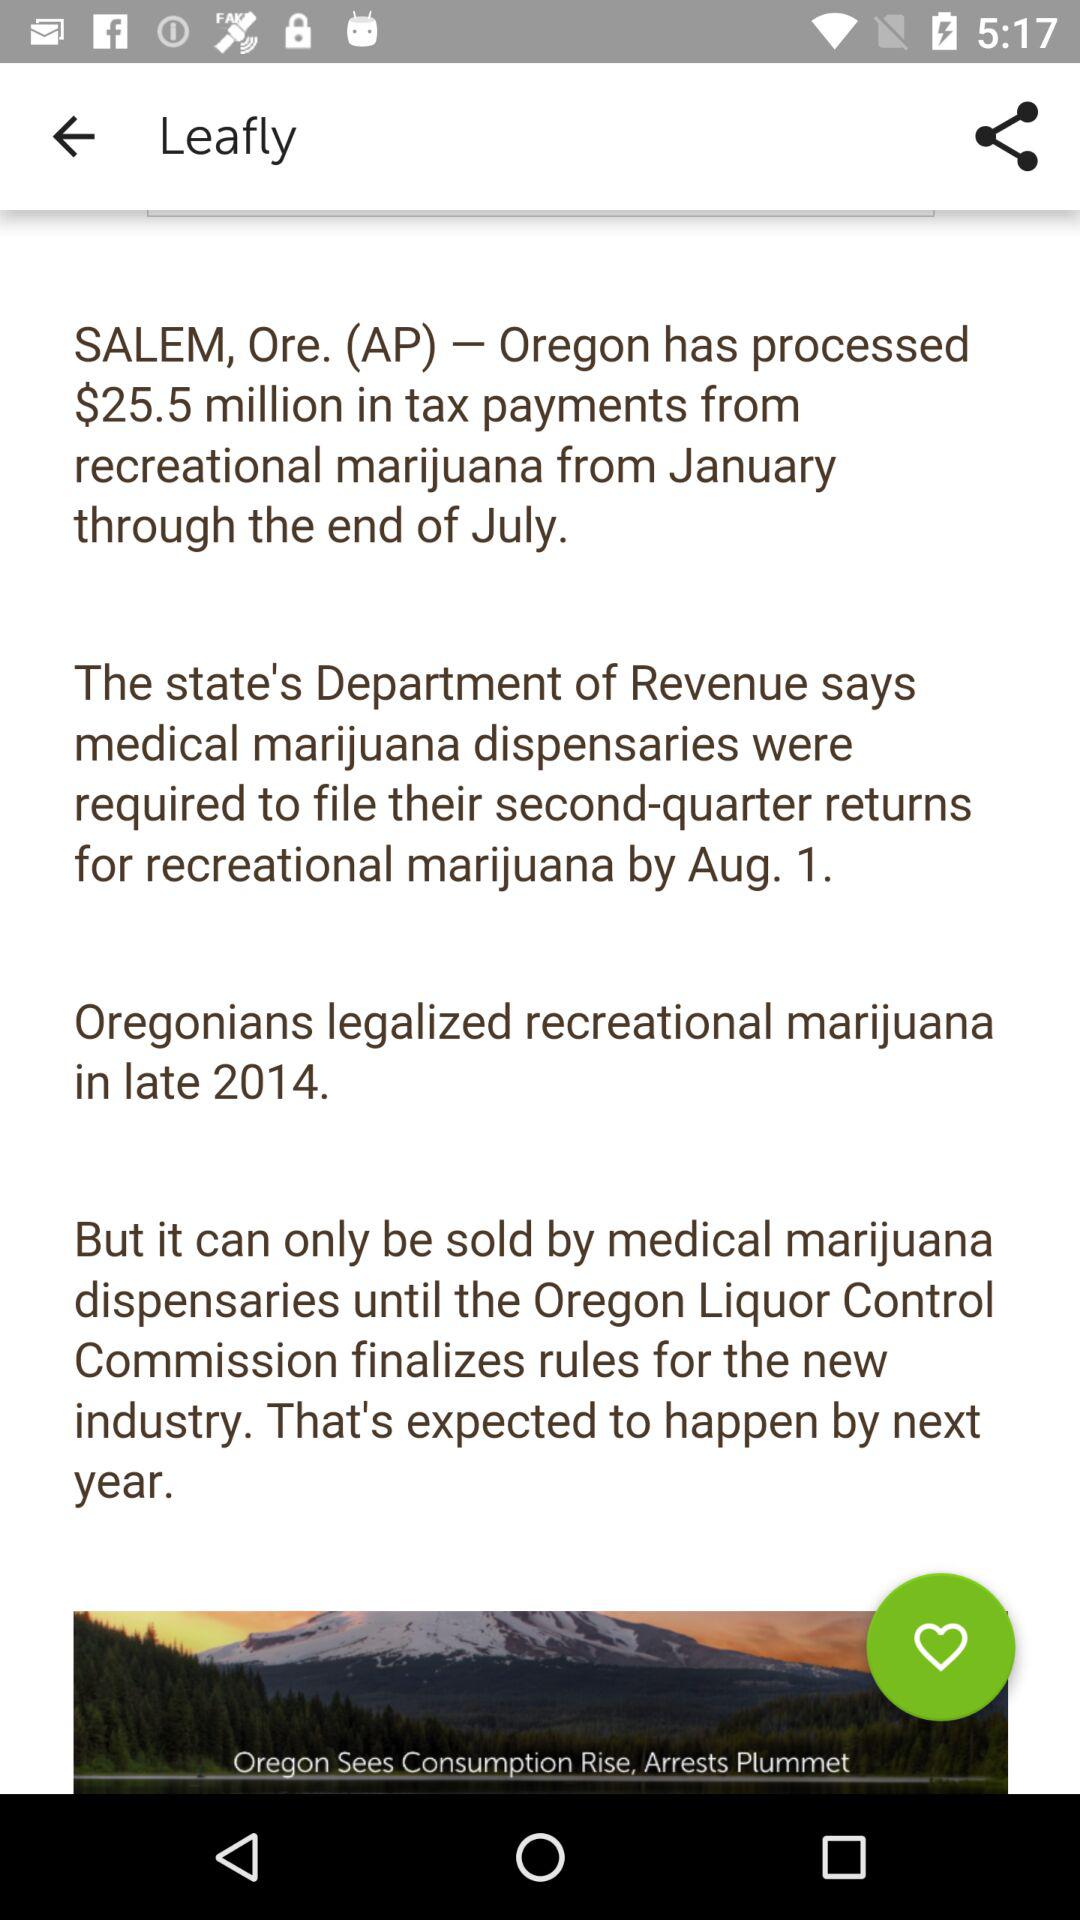 FAKE
5:17
Leafly
SALEM, Ore. (AP) — Oregon has processed
$25.5 million in tax payments from
recreational marijuana from January
through the end of July.
The state's Department of Revenue says
medical marijuana dispensaries were
required to file their second-quarter returns
for recreational marijuana by Aug. 1.
Oregonians legalized recreational marijuana
in late 2014.
But it can only be sold by medical marijuana
dispensaries until the Oregon Liquor Control
Commission finalizes rules for the new
industry. That's expected to happen by next
year.
Oregon Sees Consumption Rise, Arrests Plummet